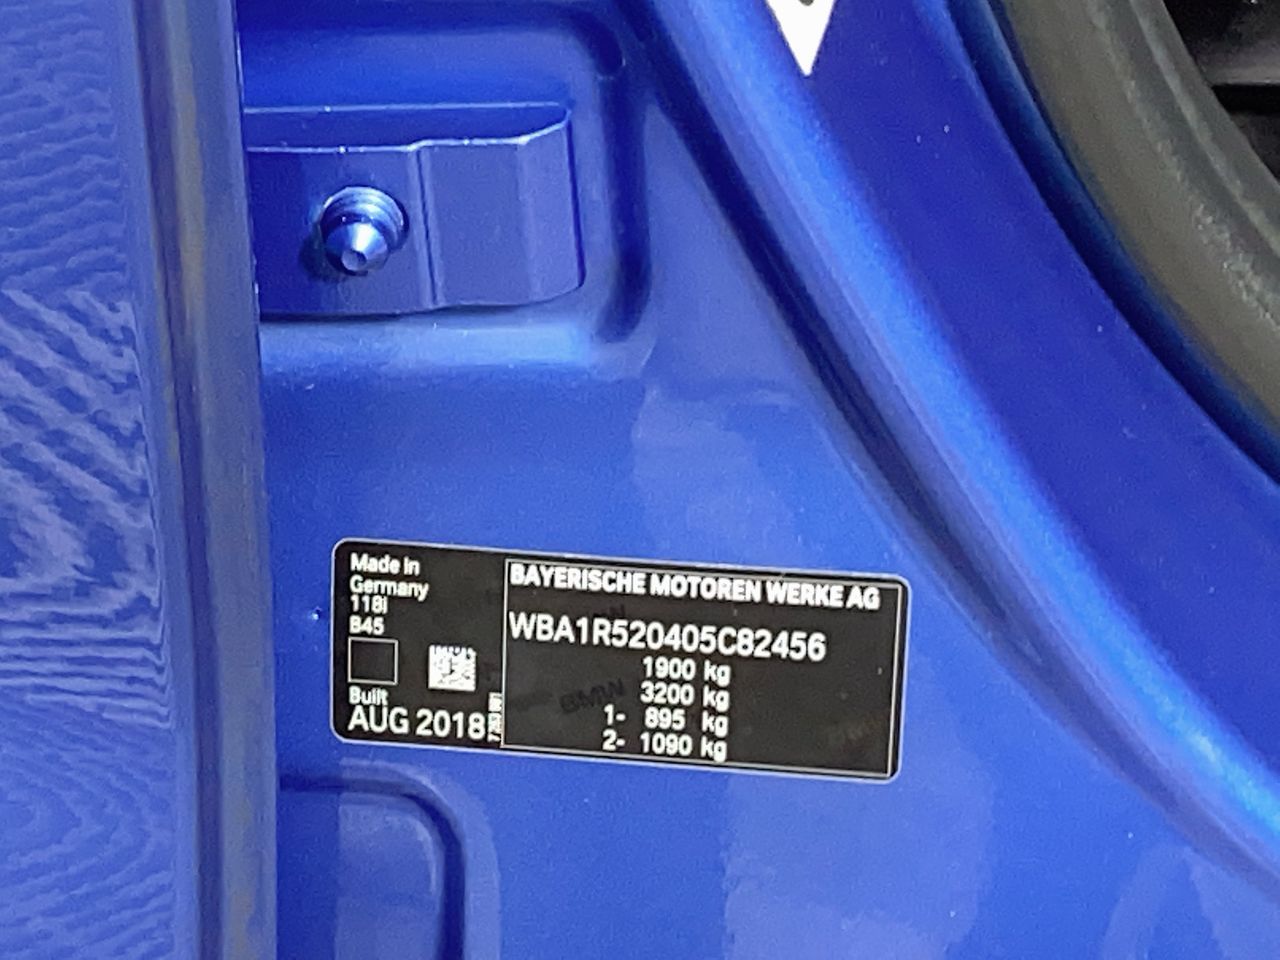 Made in
Germany
118i
B45
Built
AUG 2018
BAYERISCHE MOTOREN WERKE AG
WBA1R520405C82456
1900 kg
3200 kg
1- 895 kg
2- 1090 kg
BMW